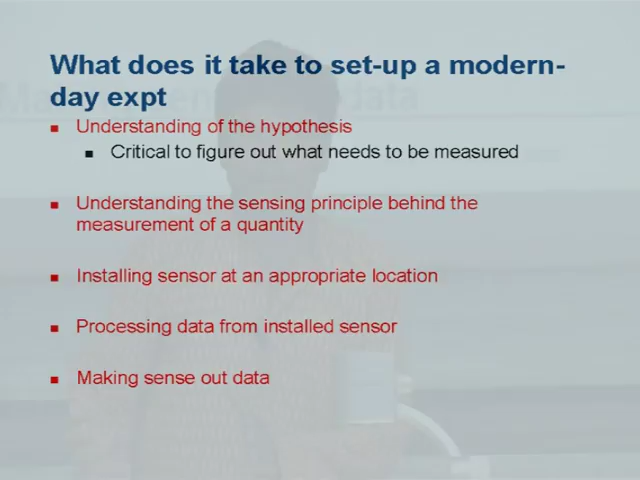 What does it take to set-up a modern-
day expt
Understanding of the hypothesis
Critical to figure out what needs to be measured
Understanding the sensing principle behind the
measurement of a quantity
Installing sensor at an appropriate location
Processing data from installed sensor
Making sense out data